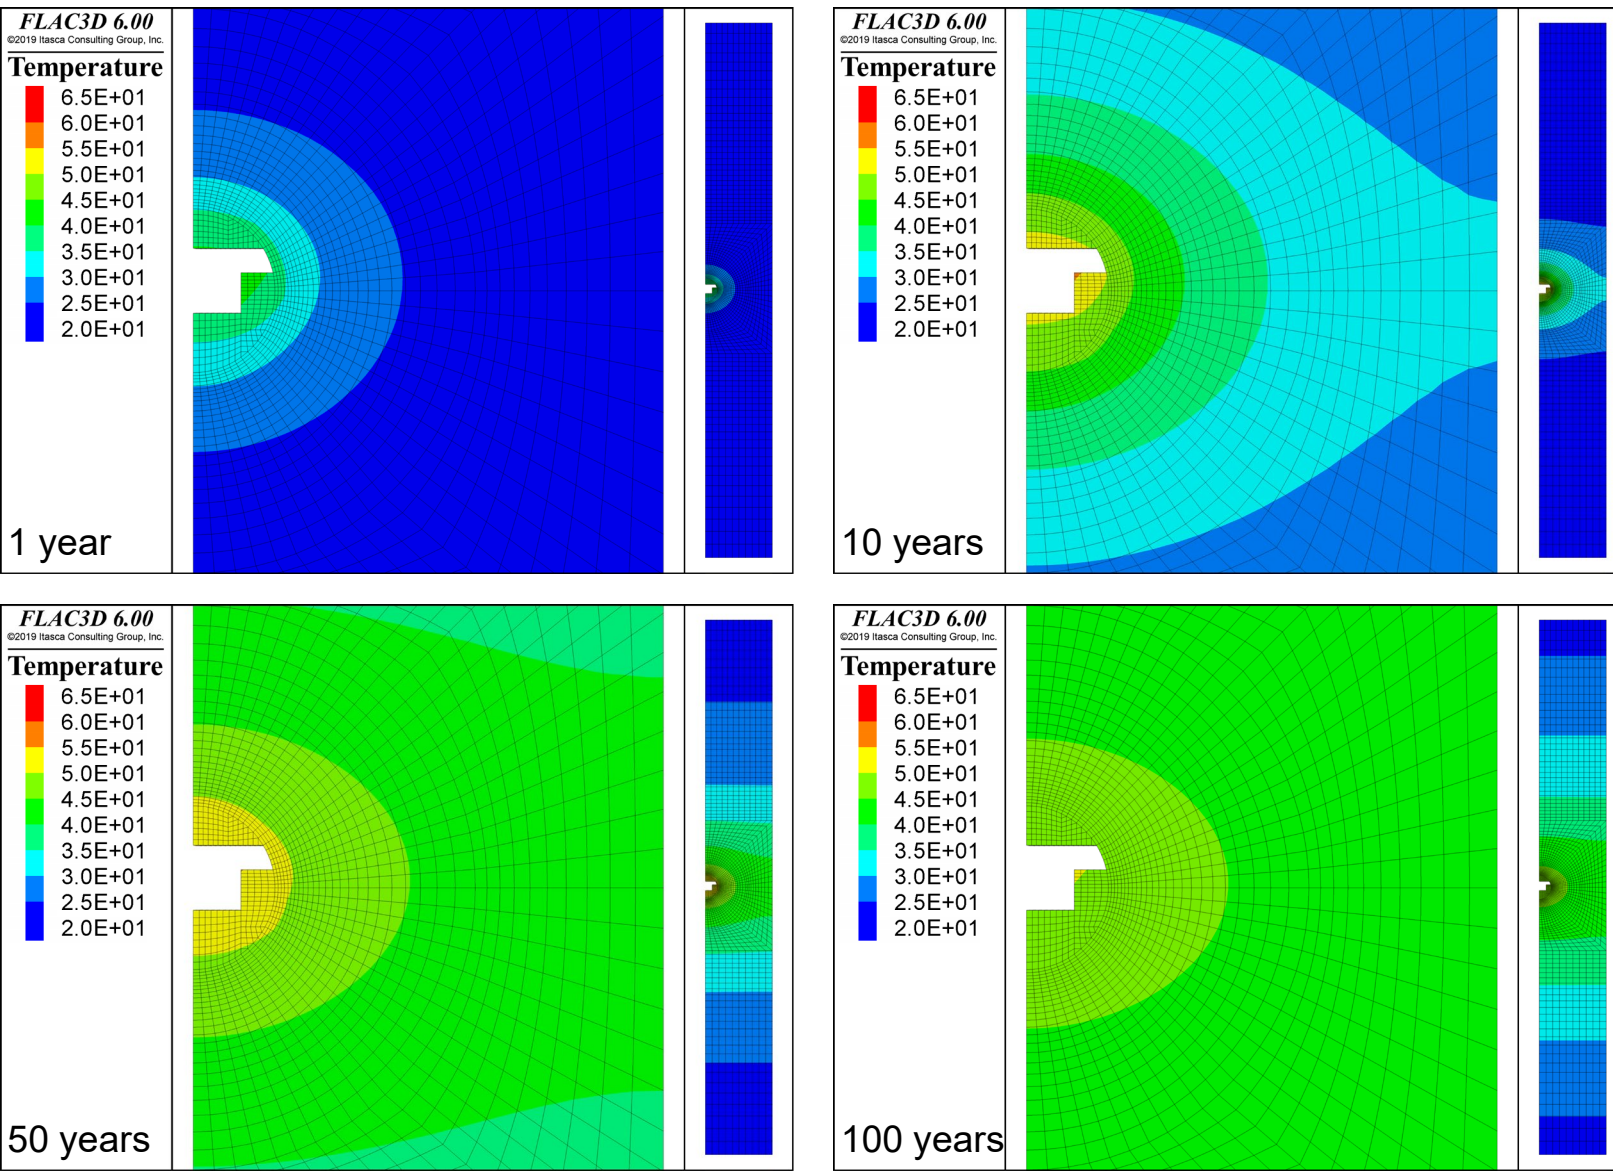 FLAC3D 6.00
©2019 Itasca Consulting Group, Inc.
Temperature
6.5E+01
6.0E+01
5.5E+01
5.0E+01
4.5E+01
4.0E+01
3.5E+01
3.0E+01
2.5E+01
2.0E+01
1 year
FLAC3D 6.00
©2019 Itasca Consulting Group, Inc.
Temperature
6.5E+01
6.0E+01
5.5E+01
5.0E+01
4.5E+01
4.0E+01
3.5E+01
3.0E+01
2.5E+01
2.0E+01
10 years
FLAC3D 6.00
©2019 Itasca Consulting Group, Inc.
Temperature
6.5E+01
6.0E+01
5.5E+01
5.0E+01
4.5E+01
4.0E+01
3.5E+01
3.0E+01
2.5E+01
2.0E+01
50 years
FLAC3D 6.00
©2019 Itasca Consulting Group, Inc.
Temperature
6.5E+01
6.0E+01
5.5E+01
5.0E+01
4.5E+01
4.0E+01
3.5E+01
3.0E+01
2.5E+01
2.0E+01
100 years